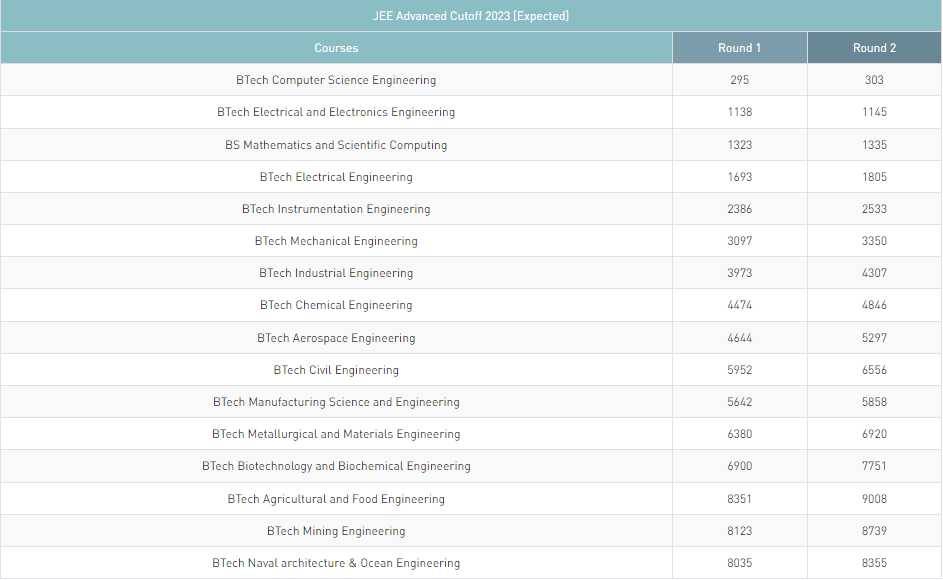 JEE Advanced Cutoff 2023 [Expected]
Courses Round 1 Round 2
BTech Computer Science Engineering 295 303
BTech Electrical and Electronics Engineering 1138 1145
BS Mathematics and Scientific Computing 1323 1335
BTech Electrical Engineering 1693 1805
BTech Instrumentation Engineering 2386 2533
BTech Mechanical Engineering 3097 3350
BTech Industrial Engineering 3973 4307
BTech Chemical Engineering 4474 4846
BTech Aerospace Engineering 4644 5297
BTech Civil Engineering 5952 6556
BTech Manufacturing Science and Engineering 5642 5858
BTech Metallurgical and Materials Engineering 6380 6920
BTech Biotechnology and Biochemical Engineering 6900 7751
BTech Agricultural and Food Engineering 8351 9008
BTech Mining Engineering 8123 8739
BTech Naval architecture & Ocean Engineering 8035 8355